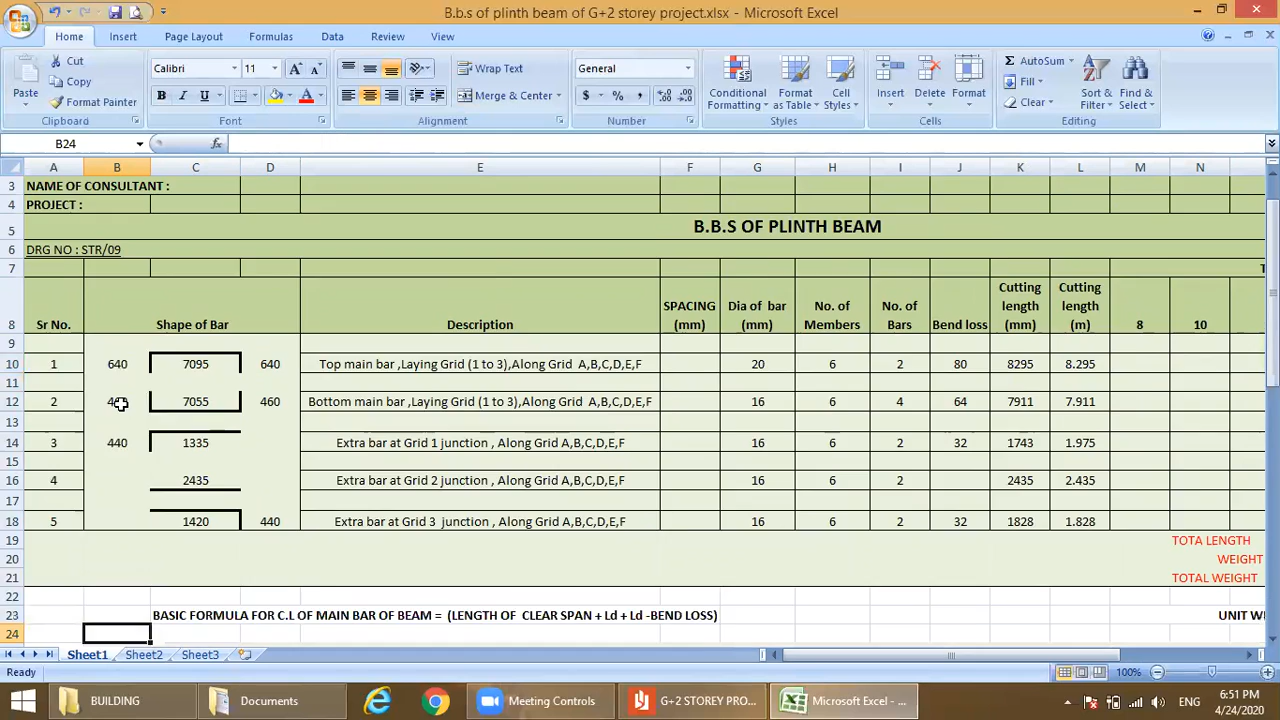 B.b.s of plinth beam of G+2 storey project.xlsx - Microsoft Excel
Home Insert Page Layout Formulas Data Review View
Paste Cut Copy Format Painter
Calibri 11
B I U
Wrap Text
Merge & Center
General
$ % ,
Conditional Formatting Format as Table Cell Styles
Insert Delete Format
AutoSum Fill Clear
Sort & Filter Find & Select
Clipboard Font Alignment Number Styles Cells Editing
B24 fx
A B C D E F G H I J K L M N
3 NAME OF CONSULTANT :
4 PROJECT :
5 B.B.S OF PLINTH BEAM
6 DRG NO : STR/09
7 T
8 Sr No. Shape of Bar Description SPACING (mm) Dia of bar (mm) No. of Members No. of Bars Bend loss Cutting length (mm) Cutting length (m) 8 10
9
10 1 640 7095 640 Top main bar ,Laying Grid (1 to 3),Along Grid A,B,C,D,E,F 20 6 2 80 8295 8.295
11
12 2 7055 460 Bottom main bar ,Laying Grid (1 to 3),Along Grid A,B,C,D,E,F 16 6 4 64 7911 7.911
13
14 3 440 1335 Extra bar at Grid 1 junction , Along Grid A,B,C,D,E,F 16 6 2 32 1743 1.975
15
16 4 2435 Extra bar at Grid 2 junction , Along Grid A,B,C,D,E,F 16 6 2 2435 2.435
17
18 5 1420 440 Extra bar at Grid 3 junction , Along Grid A,B,C,D,E,F 16 6 2 32 1828 1.828
19 TOTA LENGTH
20 WEIGHT
21 TOTAL WEIGHT
22
23 BASIC FORMULA FOR C.L OF MAIN BAR OF BEAM = (LENGTH OF CLEAR SPAN + Ld + Ld -BEND LOSS) UNIT WE
24
Sheet1 Sheet2 Sheet3
Ready 100%
BUILDING Documents Meeting Controls G+2 STOREY PRO... Microsoft Excel - ... ENG 6:51 PM
4/24/2020